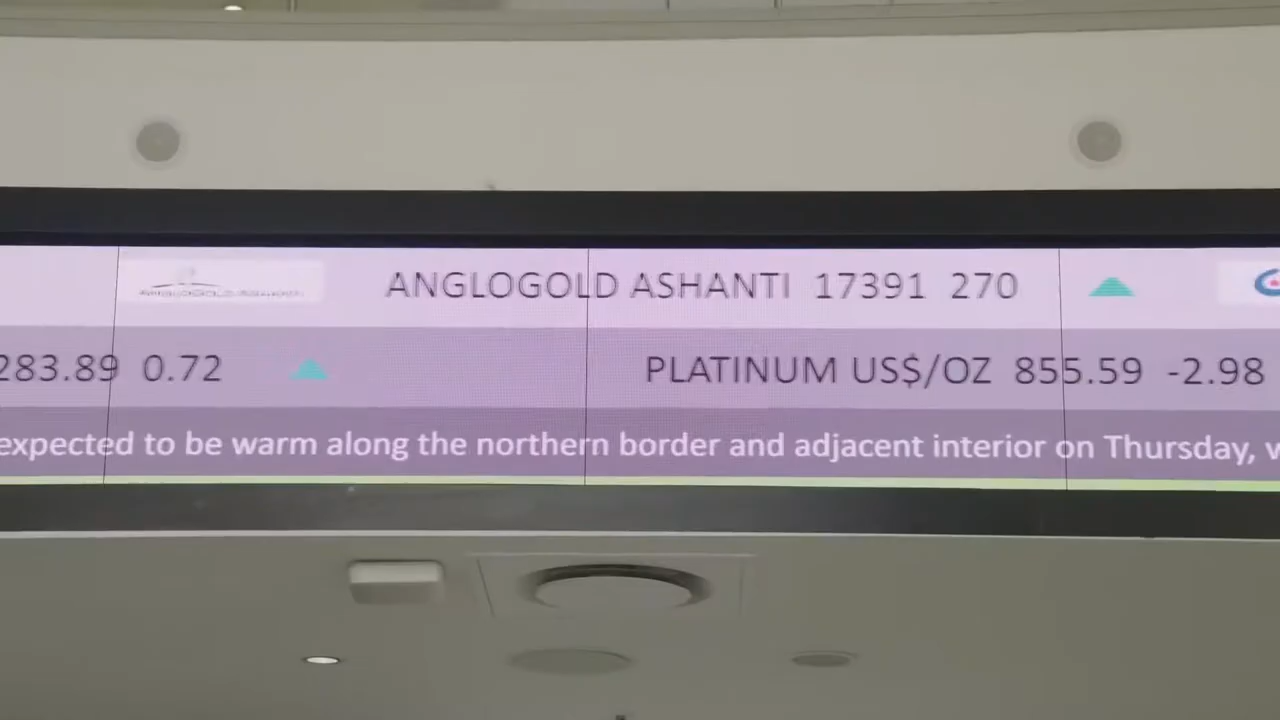 ANGLOGOLD ASHANTI 17391 270
283.89 0.72 PLATINUM US$/OZ 855.59 -2.98
expected to be warm along the northern border and adjacent interior on Thursday,